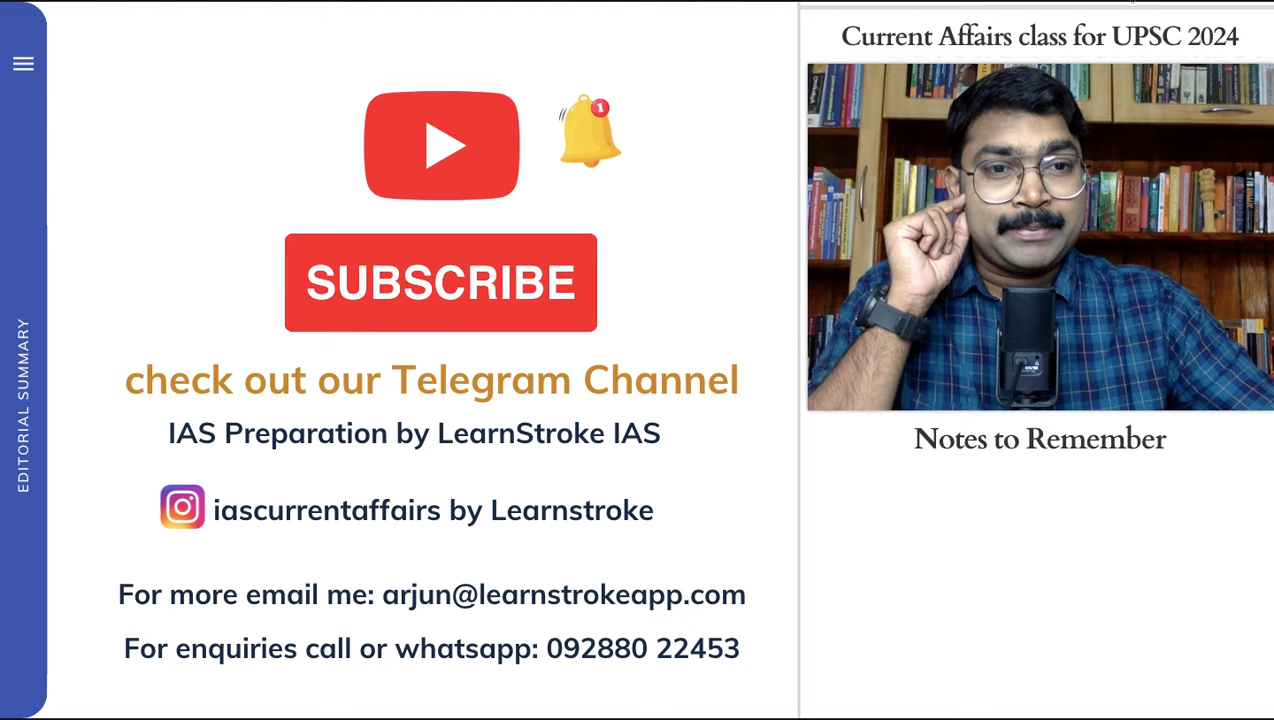 EDITORIAL SUMMARY
1
SUBSCRIBE
check out our Telegram Channel
IAS Preparation by LearnStroke IAS
iascurrentaffairs by Learnstroke
For more email me: arjun@learnstrokeapp.com
For enquiries call or whatsapp: 092880 22453
Current Affairs class for UPSC 2024
Notes to Remember